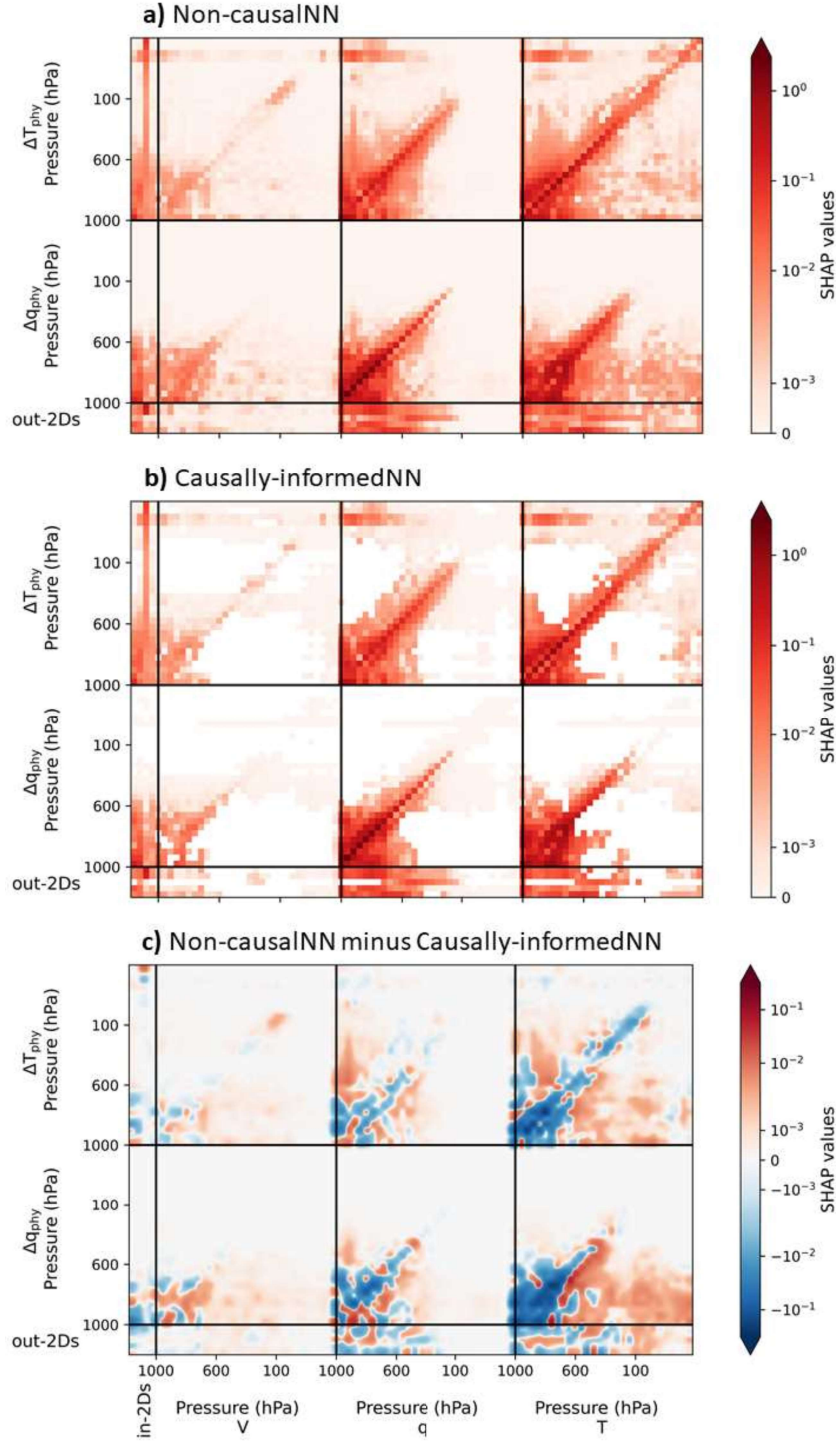 a) Non-causalNN
ΔTphy
Pressure (hPa)
100
600
1000
Δqphy
Pressure (hPa)
100
600
1000
out-2Ds
10⁰
10⁻¹
10⁻²
10⁻³
0
SHAP values
b) Causally-informedNN
ΔTphy
Pressure (hPa)
100
600
1000
Δqphy
Pressure (hPa)
100
600
1000
out-2Ds
10⁰
10⁻¹
10⁻²
10⁻³
0
SHAP values
c) Non-causalNN minus Causally-informedNN
ΔTphy
Pressure (hPa)
100
600
1000
Δqphy
Pressure (hPa)
100
600
1000
out-2Ds
10⁻¹
10⁻²
10⁻³
0
−10⁻³
−10⁻²
−10⁻¹
SHAP values
in-2Ds
1000 600 100 1000 600 100 1000 600 100
Pressure (hPa) Pressure (hPa) Pressure (hPa)
V q T